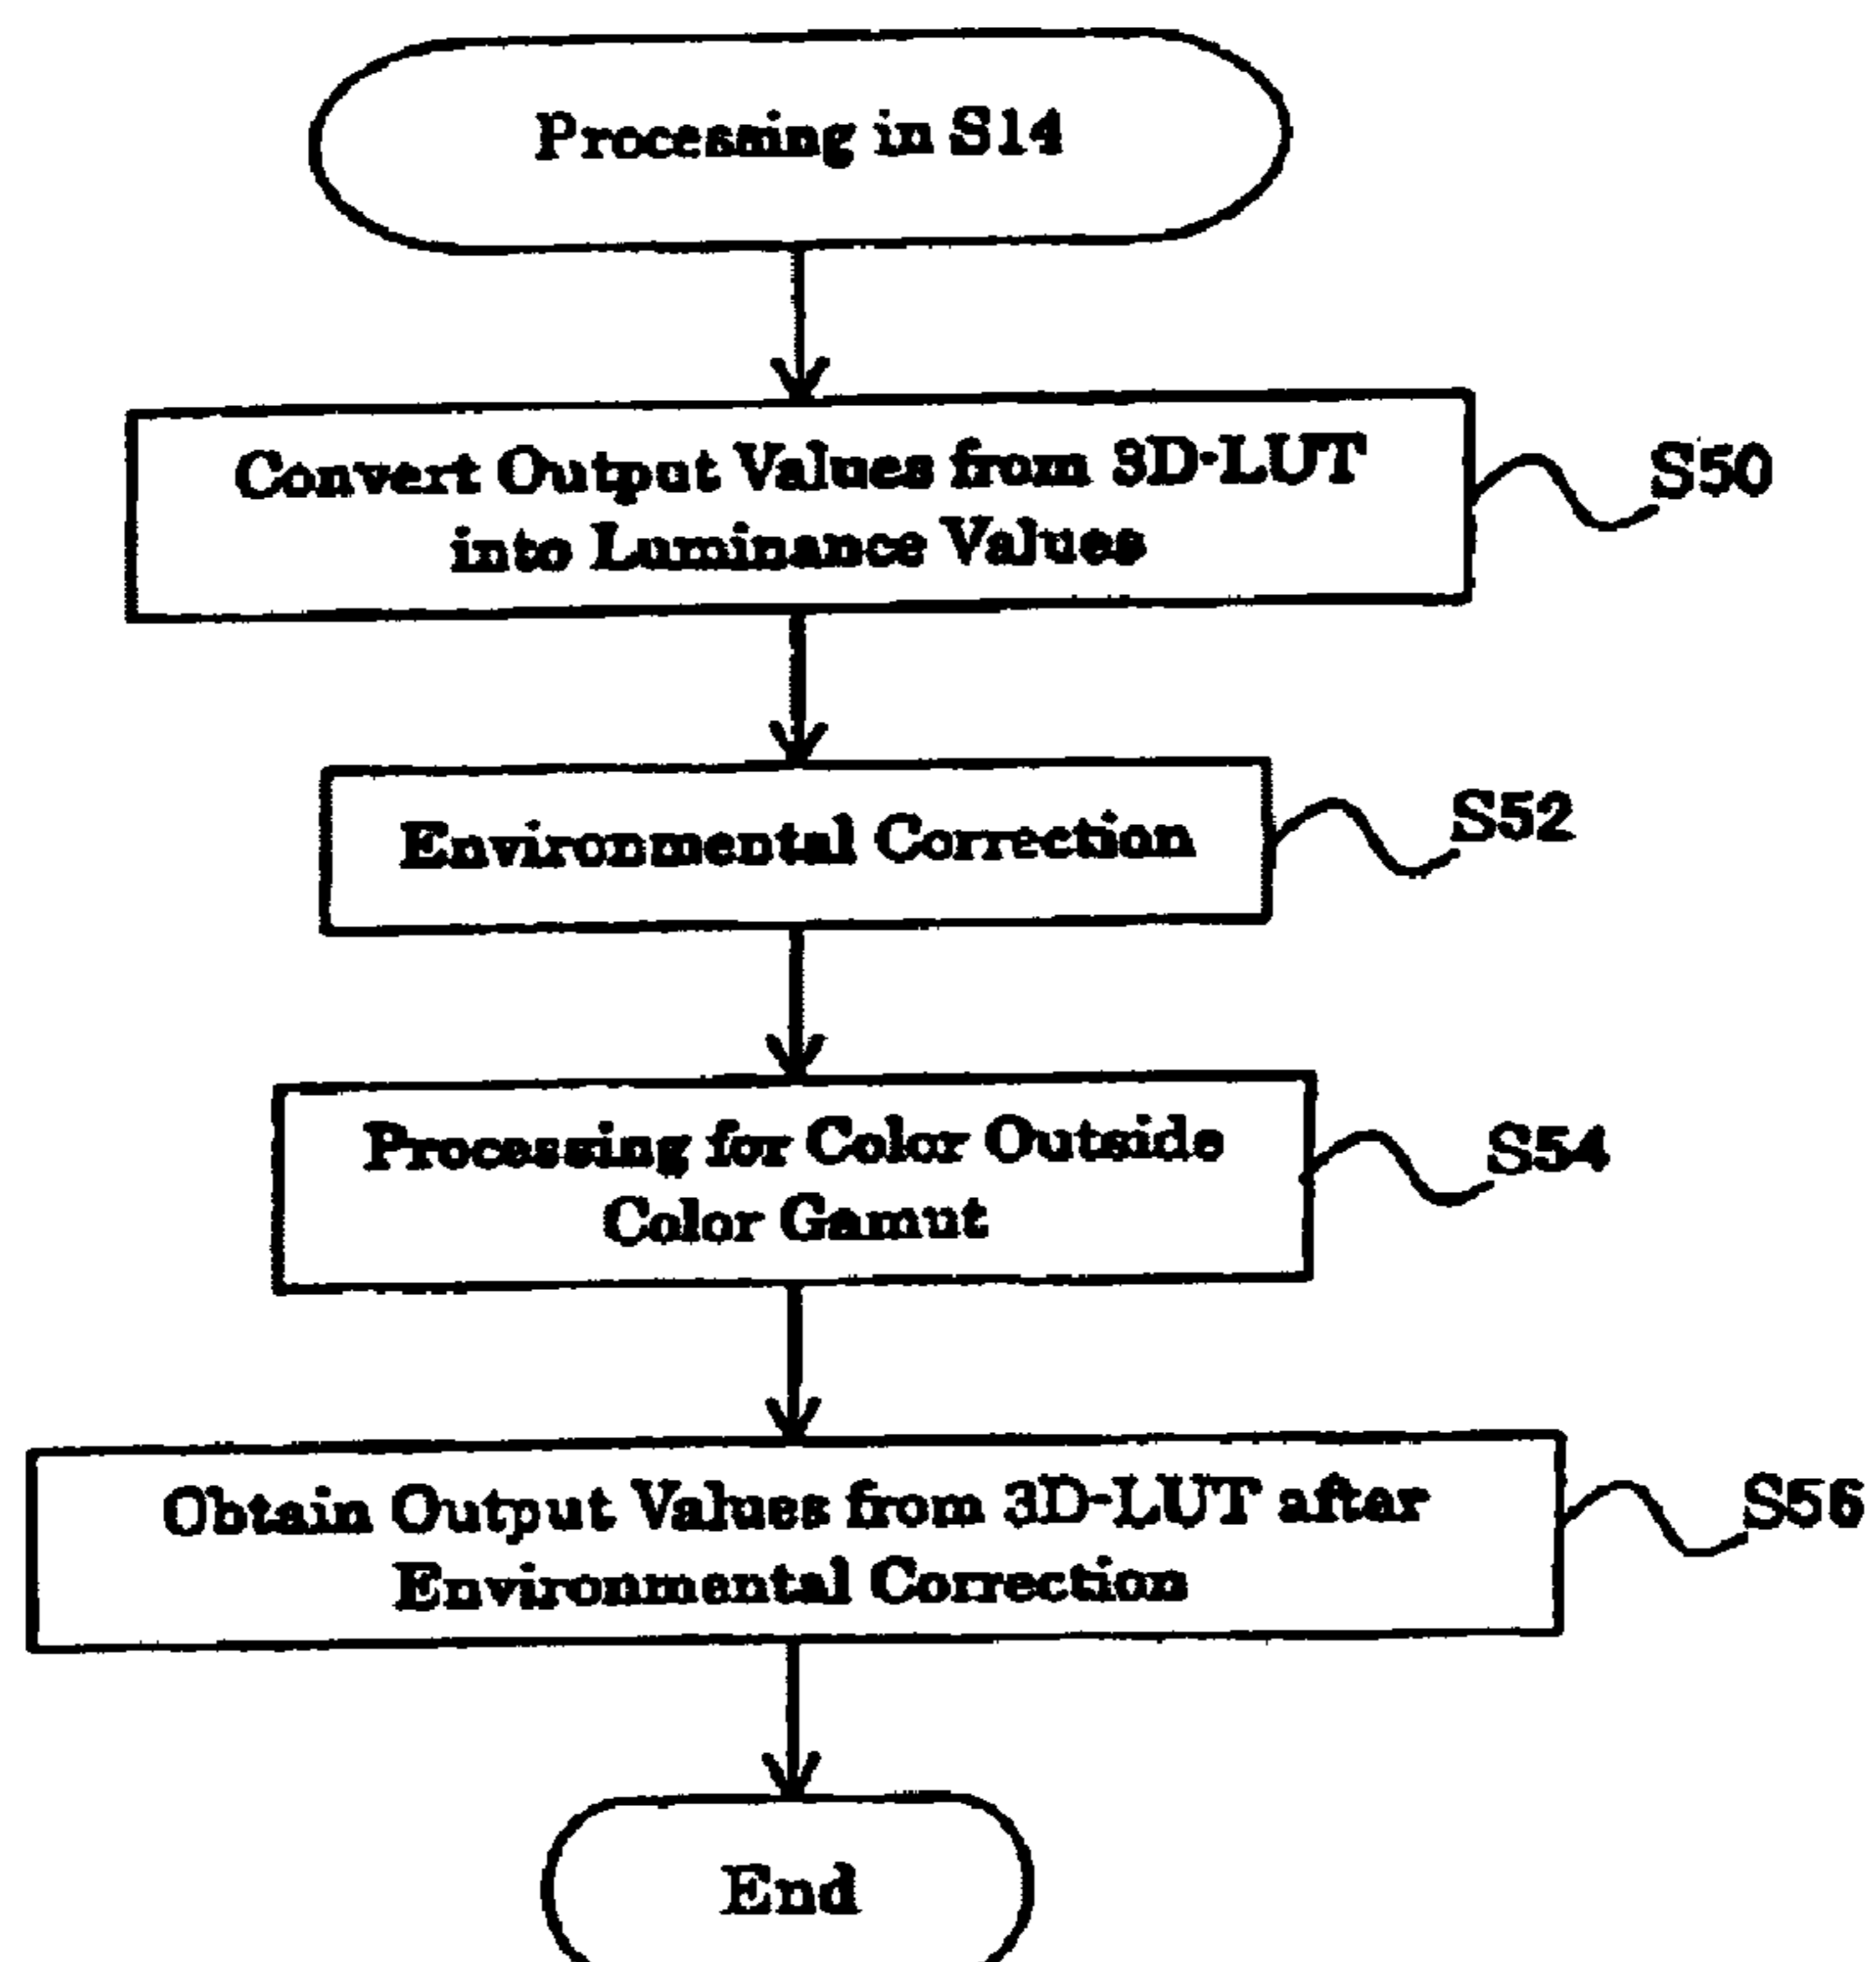 Processing in S14
Convert Output Values from 3D-LUT
into Luminance Values
S50
Environmental Correction
S52
Processing for Color Outside
Color Gamut
S54
Obtain Output Values from 3D-LUT after
Environmental Correction
S56
End